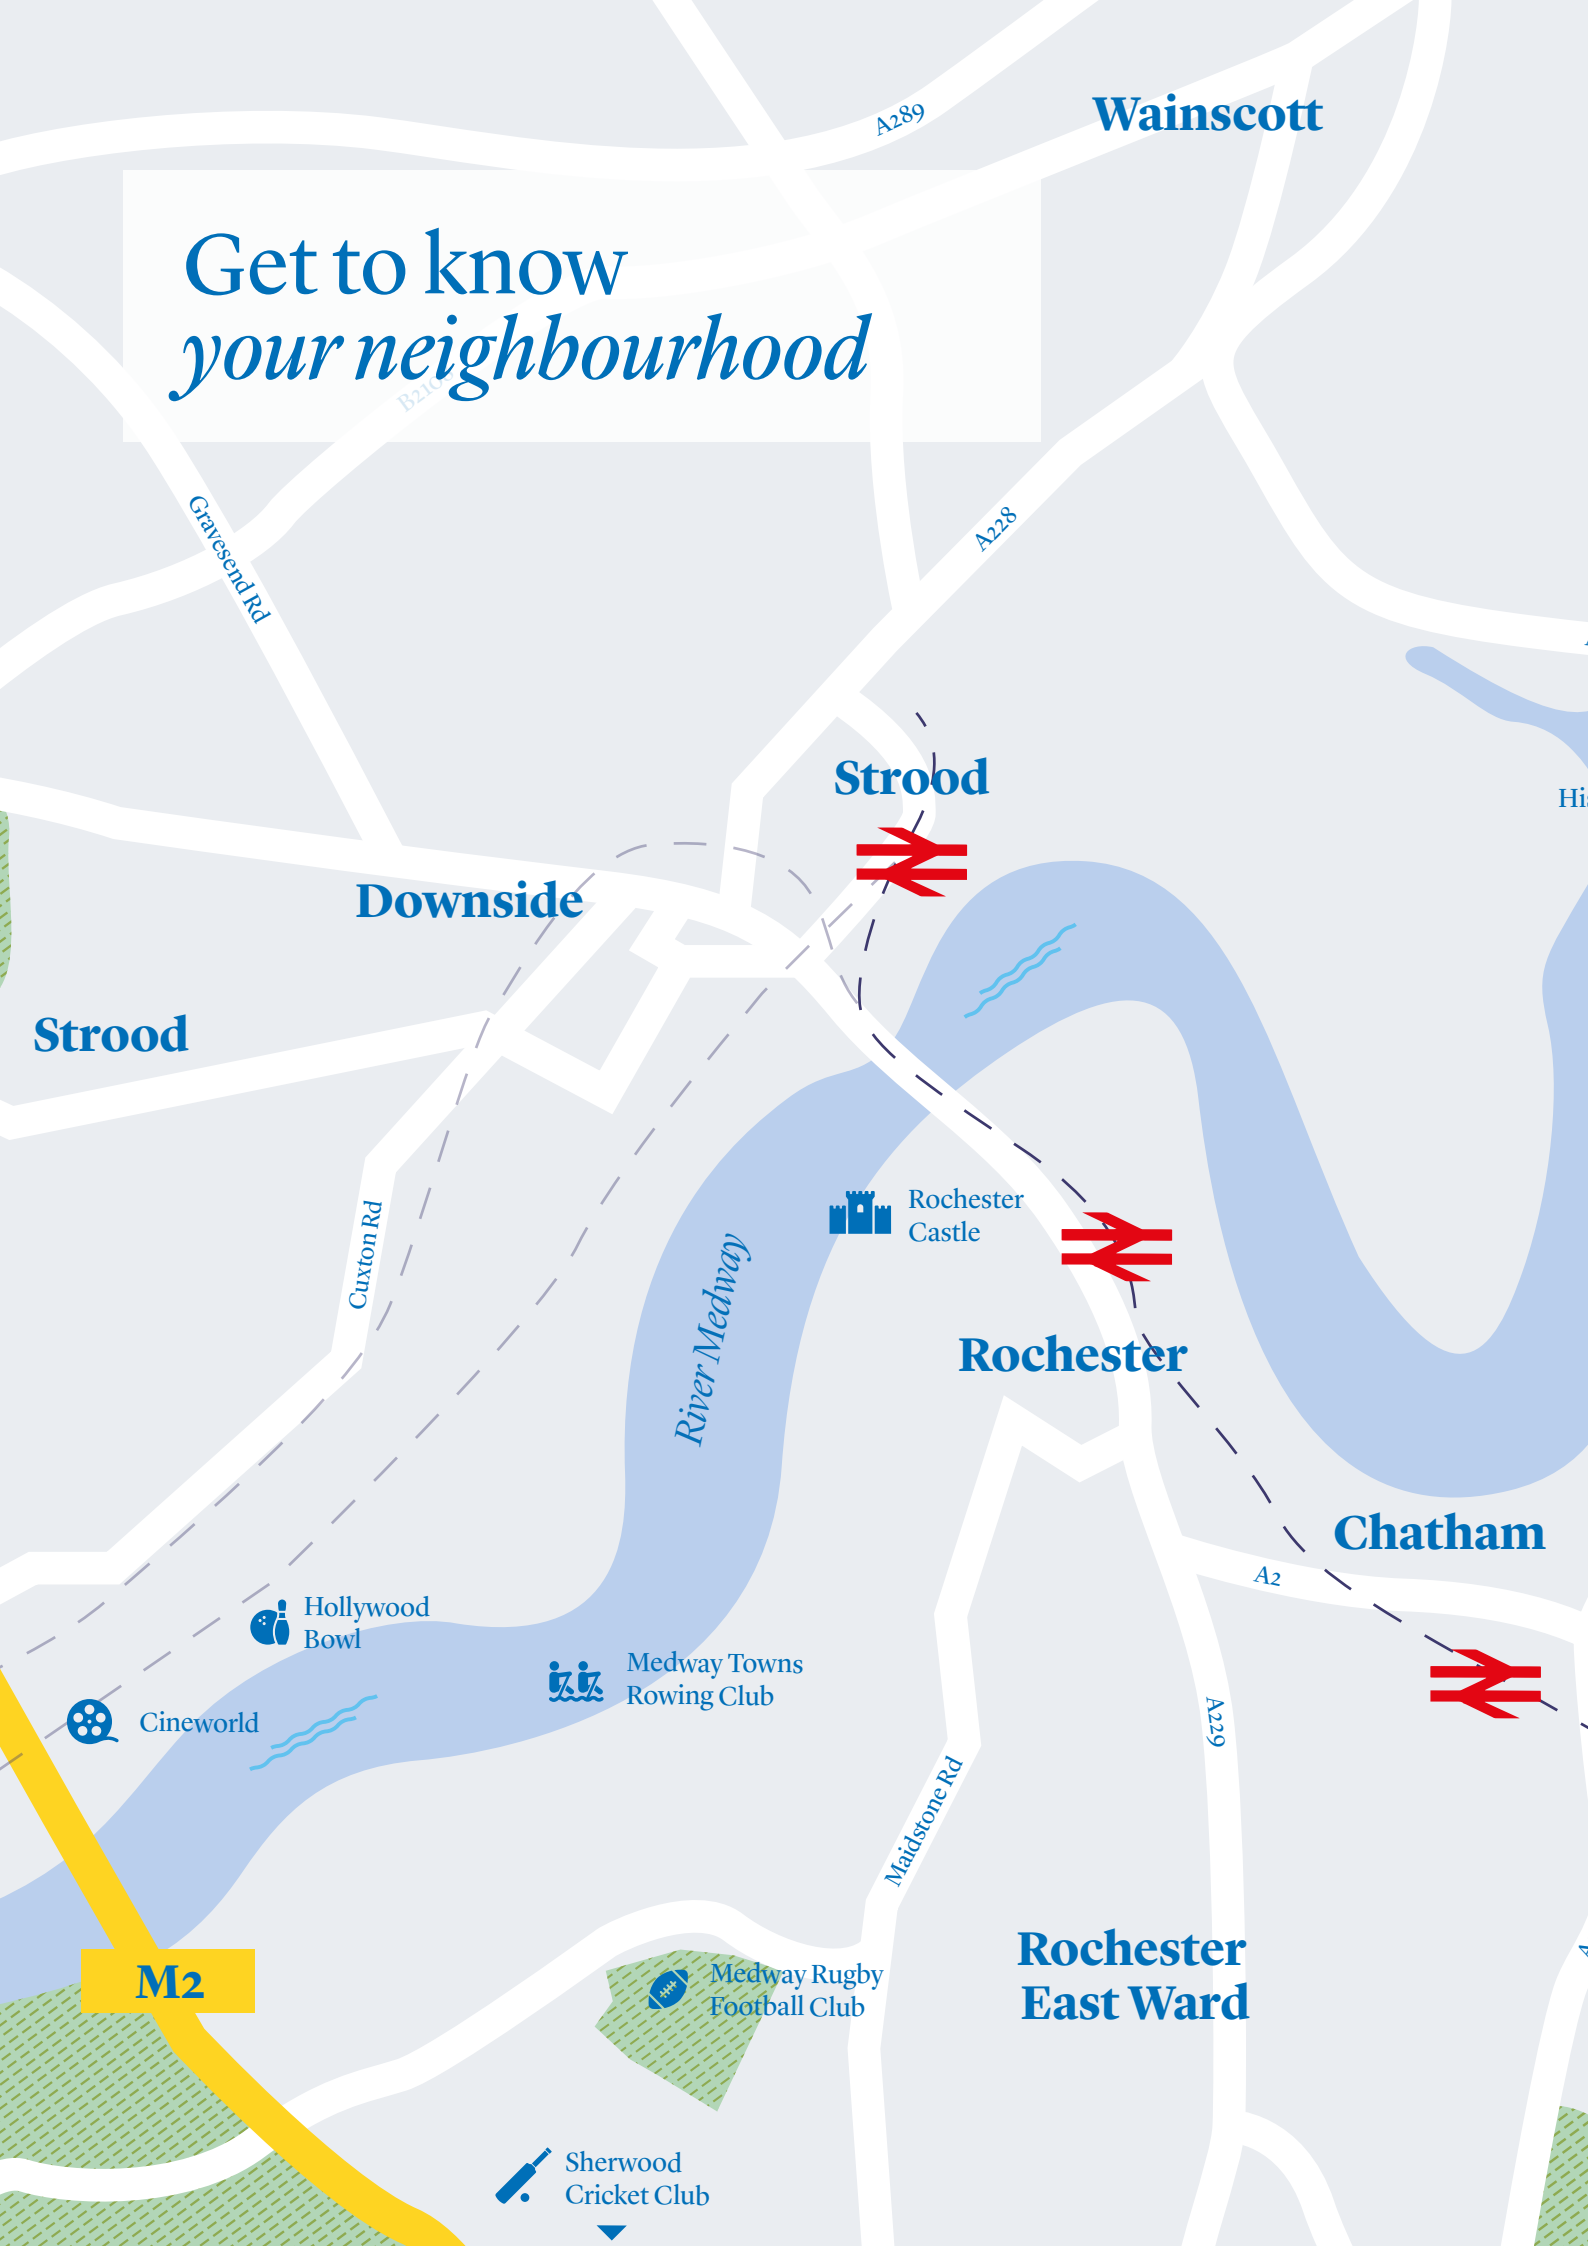 A289
Wainscott
Get to know
your neighbourhood
Gravesend Rd
A228
Strood
Downside
Strood
Rochester
Castle
Cuxton Rd
River Medway
Rochester
Chatham
A2
Hollywood
Bowl
Medway Towns
Rowing Club
Cineworld
A229
Maidstone Rd
Rochester
East Ward
M2
Medway Rugby
Football Club
Sherwood
Cricket Club